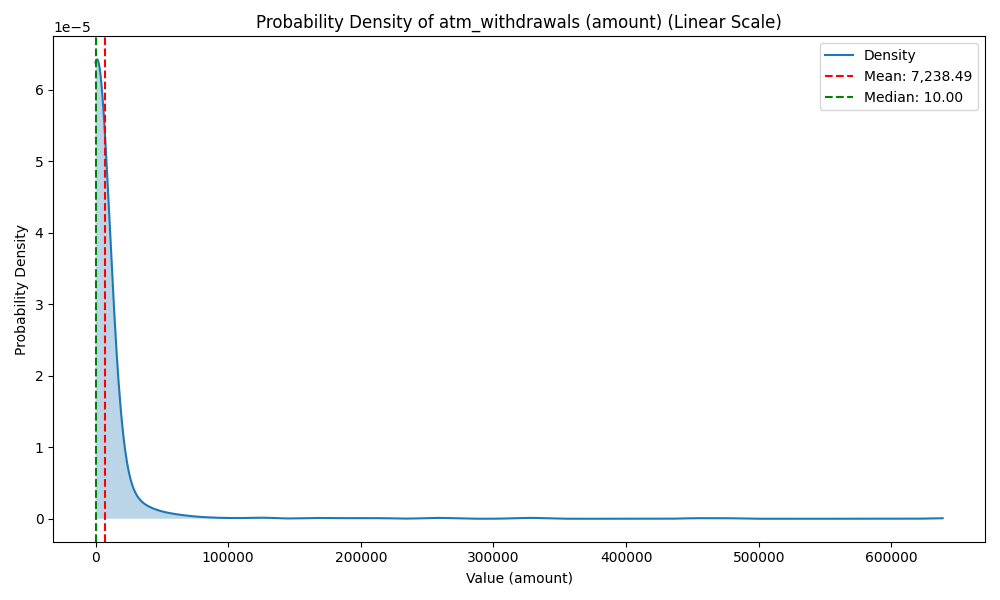 Probability Density of atm_withdrawals (amount) (Linear Scale)
1e−5
Density
Mean: 7,238.49
Median: 10.00
Probability Density
6
5
4
3
2
1
0
0 100000 200000 300000 400000 500000 600000
Value (amount)